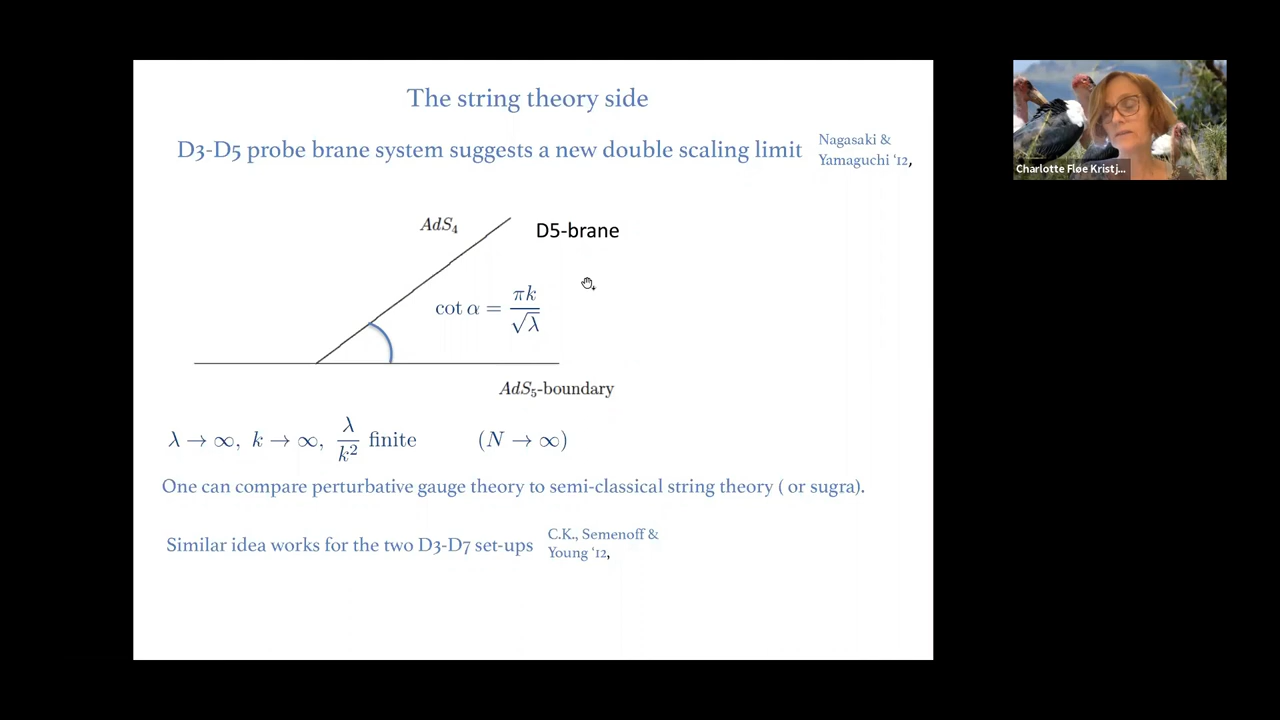 The string theory side
D3-D5 probe brane system suggests a new double scaling limit
Nagasaki &
Yamaguchi '12,
AdS₄
D5-brane
cot α = πk/√λ
AdS₅-boundary
λ → ∞, k → ∞, λ/k² finite (N → ∞)
One can compare perturbative gauge theory to semi-classical string theory ( or sugra).
Similar idea works for the two D3-D7 set-ups
C.K., Semenoff &
Young '12,
Charlotte Fløe Kristj...